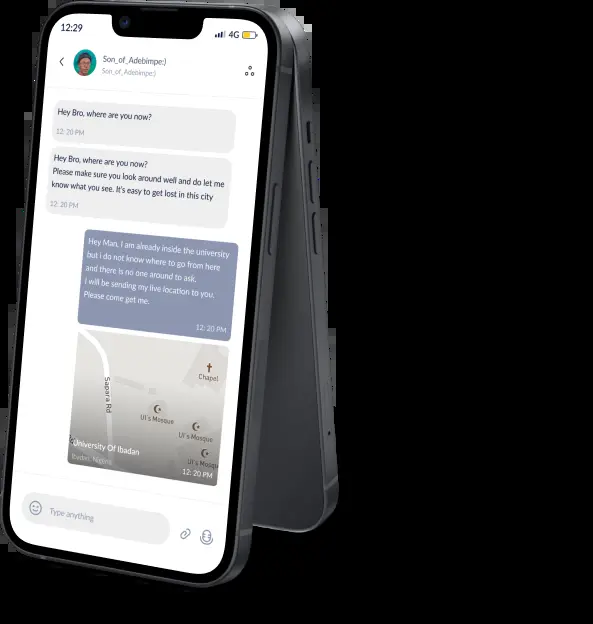 12:29
4G
Son_of_Adebimpe:)
Son_of_Adebimpe:)
Hey Bro, where are you now?
12: 20 PM
Hey Bro, where are you now?
Please make sure you look around well and do let me
know what you see. It's easy to get lost in this city
12: 20 PM
Hey Man, I am already inside the university
but i do not know where to go from here
and there is no one around to ask.
I will be sending my live location to you,
Please come get me.
12: 20 PM
Chapel
Sapara Rd
UI's Mosque
UI's Mosque
University Of Ibadan
UI's Mosqu
Ibadan, Nigeria
12: 20 PM
Type anything